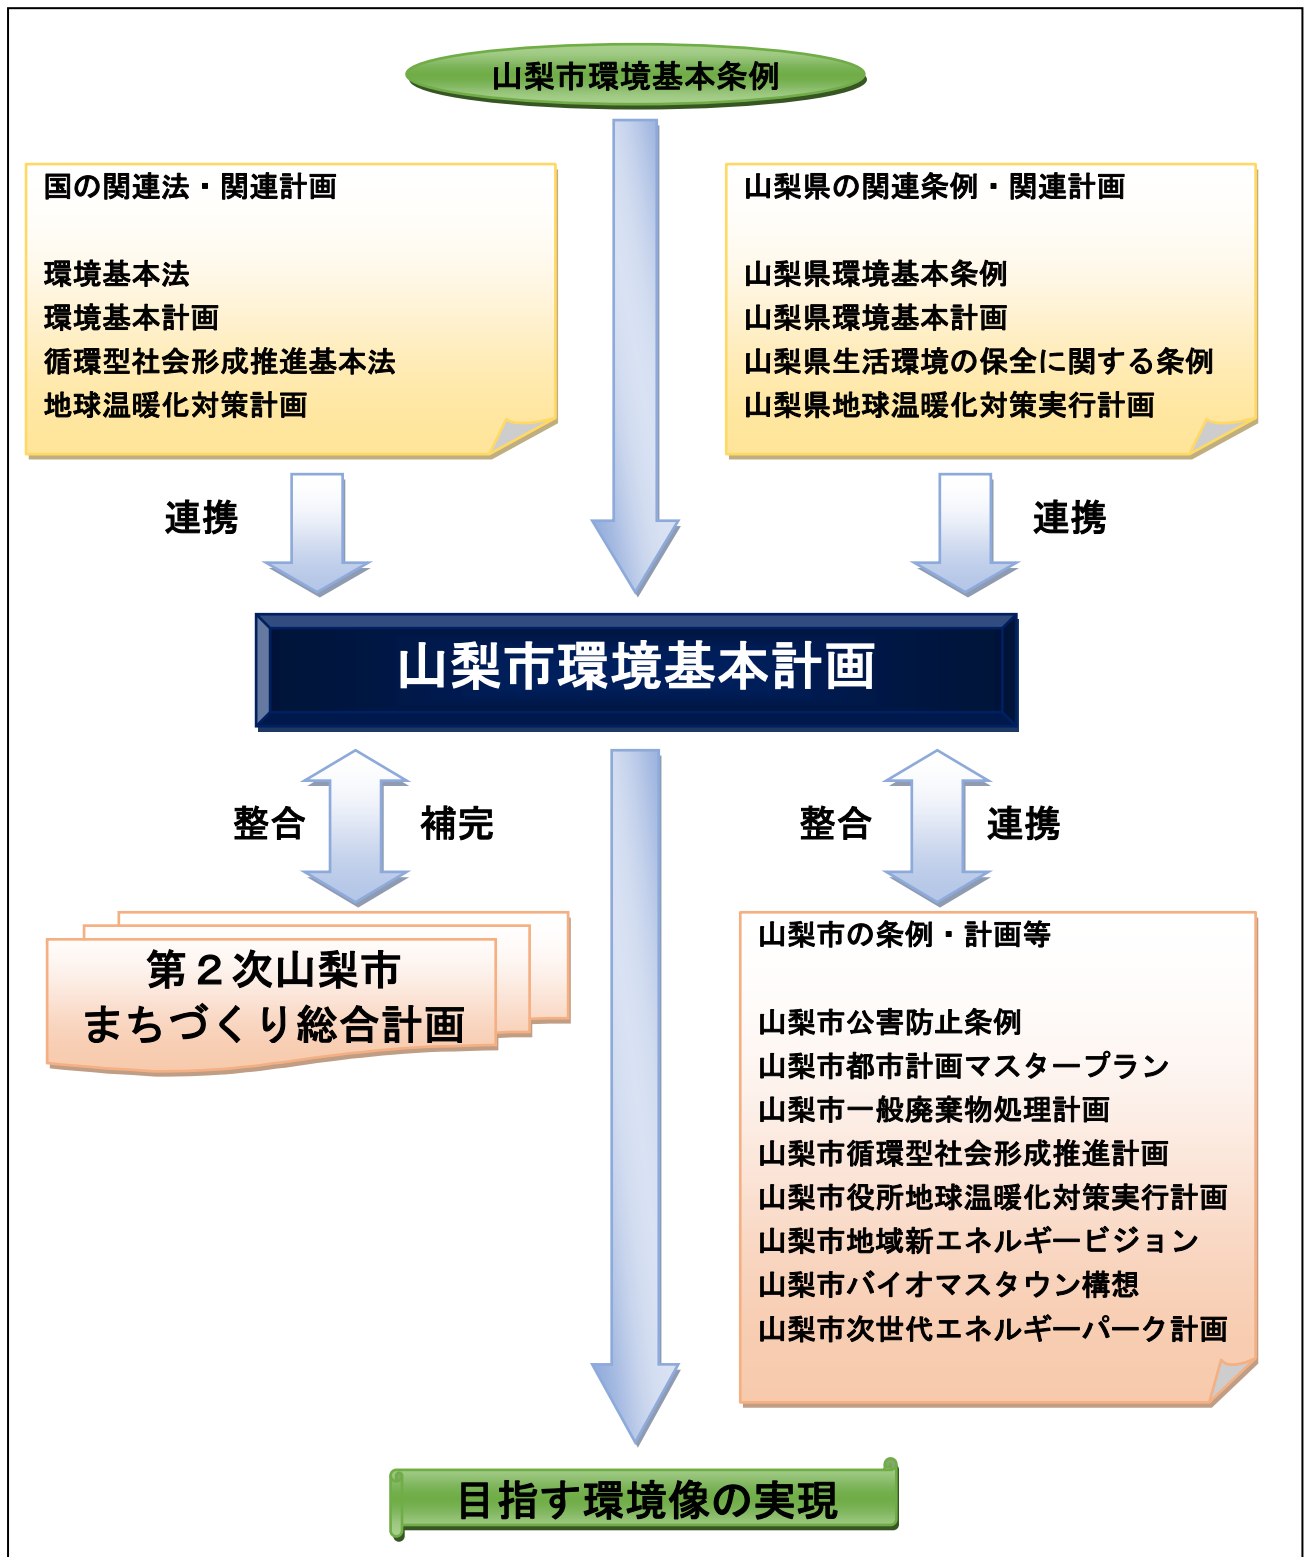 山梨市環境基本条例
国の関連法・関連計画
環境基本法
環境基本計画
循環型社会形成推進基本法
地球温暖化対策計画
山梨県の関連条例・関連計画
山梨県環境基本条例
山梨県環境基本計画
山梨県生活環境の保全に関する条例
山梨県地球温暖化対策実行計画
連携
連携
山梨市環境基本計画
整合
補完
整合
連携
第２次山梨市
まちづくり総合計画
山梨市の条例・計画等
山梨市公害防止条例
山梨市都市計画マスタープラン
山梨市一般廃棄物処理計画
山梨市循環型社会形成推進計画
山梨市役所地球温暖化対策実行計画
山梨市地域新エネルギービジョン
山梨市バイオマスタウン構想
山梨市次世代エネルギーパーク計画
目指す環境像の実現